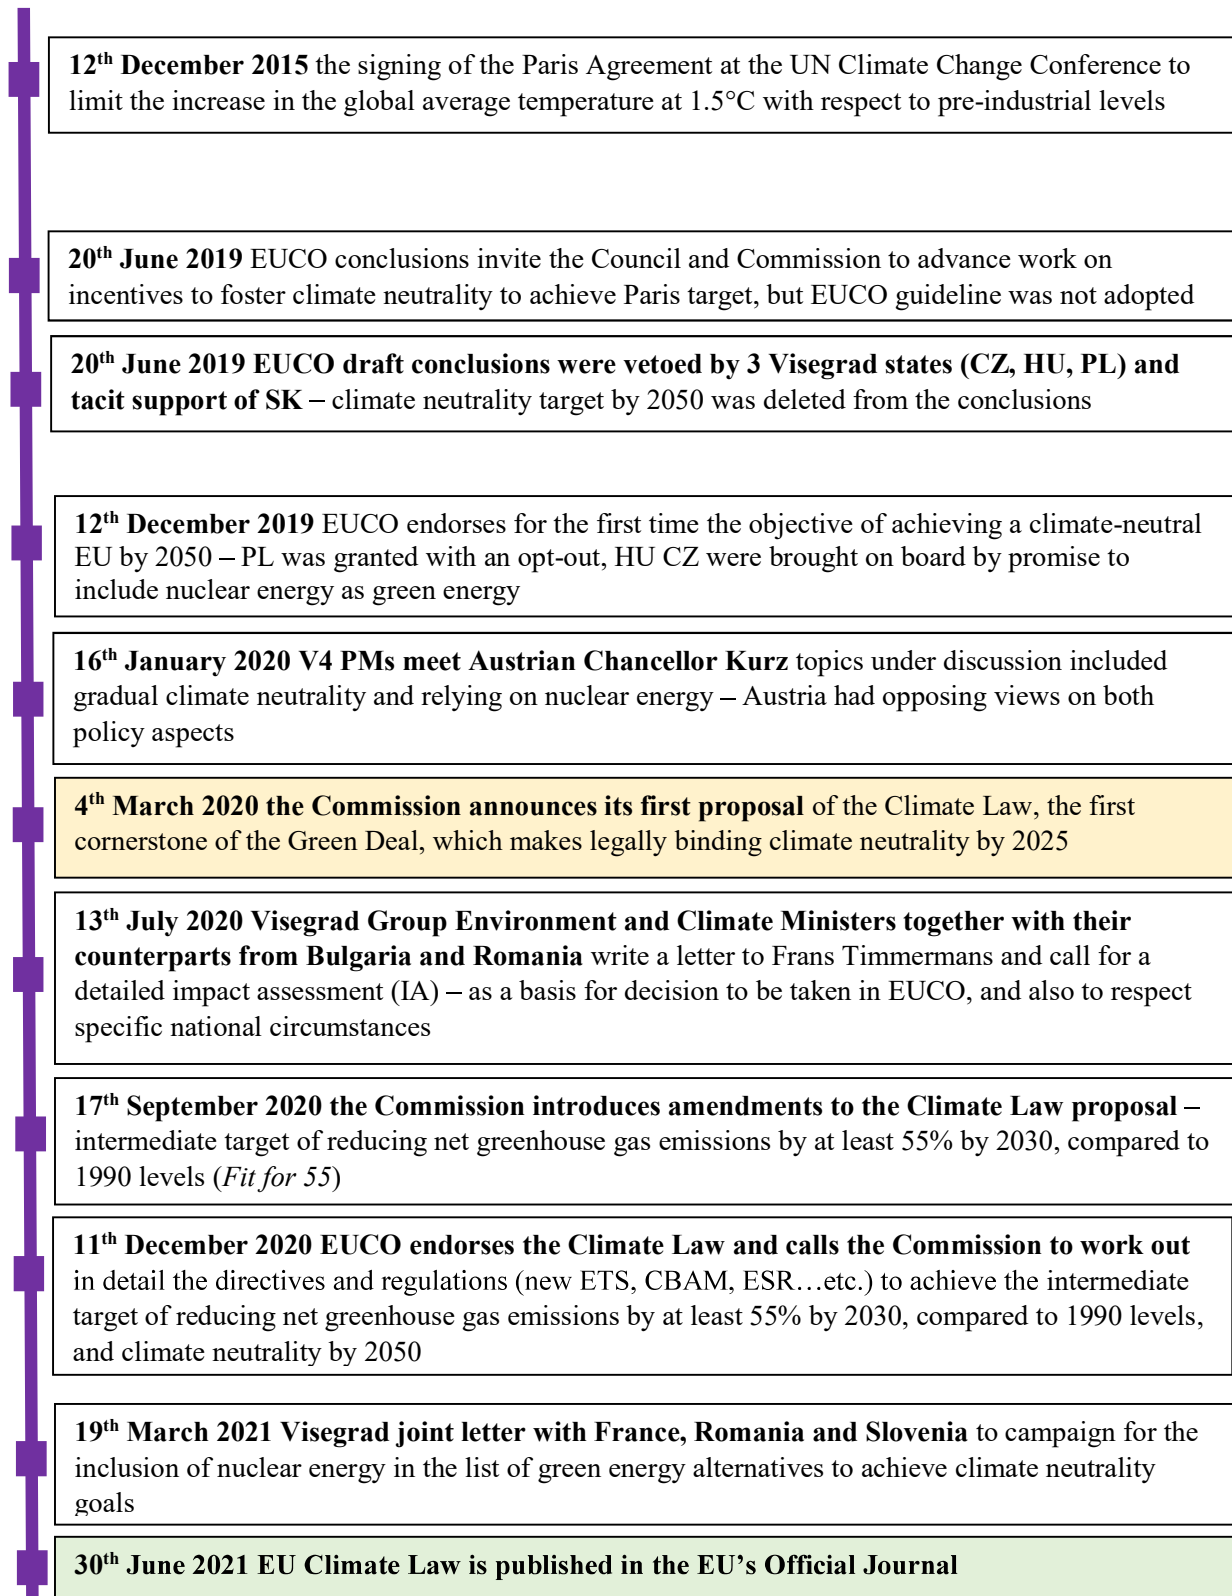 12th December 2015 the signing of the Paris Agreement at the UN Climate Change Conference to
limit the increase in the global average temperature at 1.5°C with respect to pre-industrial levels
20th June 2019 EUCO conclusions invite the Council and Commission to advance work on
incentives to foster climate neutrality to achieve Paris target, but EUCO guideline was not adopted
20th June 2019 EUCO draft conclusions were vetoed by 3 Visegrad states (CZ, HU, PL) and
tacit support of SK – climate neutrality target by 2050 was deleted from the conclusions
12th December 2019 EUCO endorses for the first time the objective of achieving a climate-neutral
EU by 2050 – PL was granted with an opt-out, HU CZ were brought on board by promise to
include nuclear energy as green energy
16th January 2020 V4 PMs meet Austrian Chancellor Kurz topics under discussion included
gradual climate neutrality and relying on nuclear energy – Austria had opposing views on both
policy aspects
4th March 2020 the Commission announces its first proposal of the Climate Law, the first
cornerstone of the Green Deal, which makes legally binding climate neutrality by 2025
13th July 2020 Visegrad Group Environment and Climate Ministers together with their
counterparts from Bulgaria and Romania write a letter to Frans Timmermans and call for a
detailed impact assessment (IA) – as a basis for decision to be taken in EUCO, and also to respect
specific national circumstances
17th September 2020 the Commission introduces amendments to the Climate Law proposal –
intermediate target of reducing net greenhouse gas emissions by at least 55% by 2030, compared to
1990 levels (Fit for 55)
11th December 2020 EUCO endorses the Climate Law and calls the Commission to work out
in detail the directives and regulations (new ETS, CBAM, ESR…etc.) to achieve the intermediate
target of reducing net greenhouse gas emissions by at least 55% by 2030, compared to 1990 levels,
and climate neutrality by 2050
19th March 2021 Visegrad joint letter with France, Romania and Slovenia to campaign for the
inclusion of nuclear energy in the list of green energy alternatives to achieve climate neutrality
goals
30th June 2021 EU Climate Law is published in the EU’s Official Journal